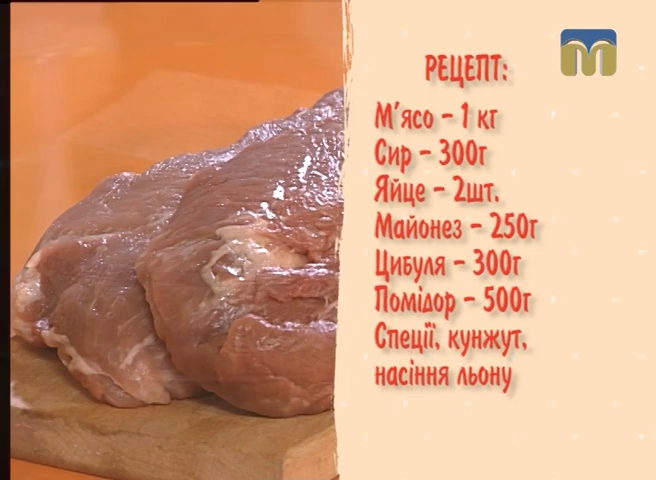 РЕЦЕПТ:
М'ясо – 1 кг
Сир – 300г
Яйце – 2шт.
Майонез – 250г
Цибуля – 300г
Помідор – 500г
Спеції, кунжут,
насіння льону